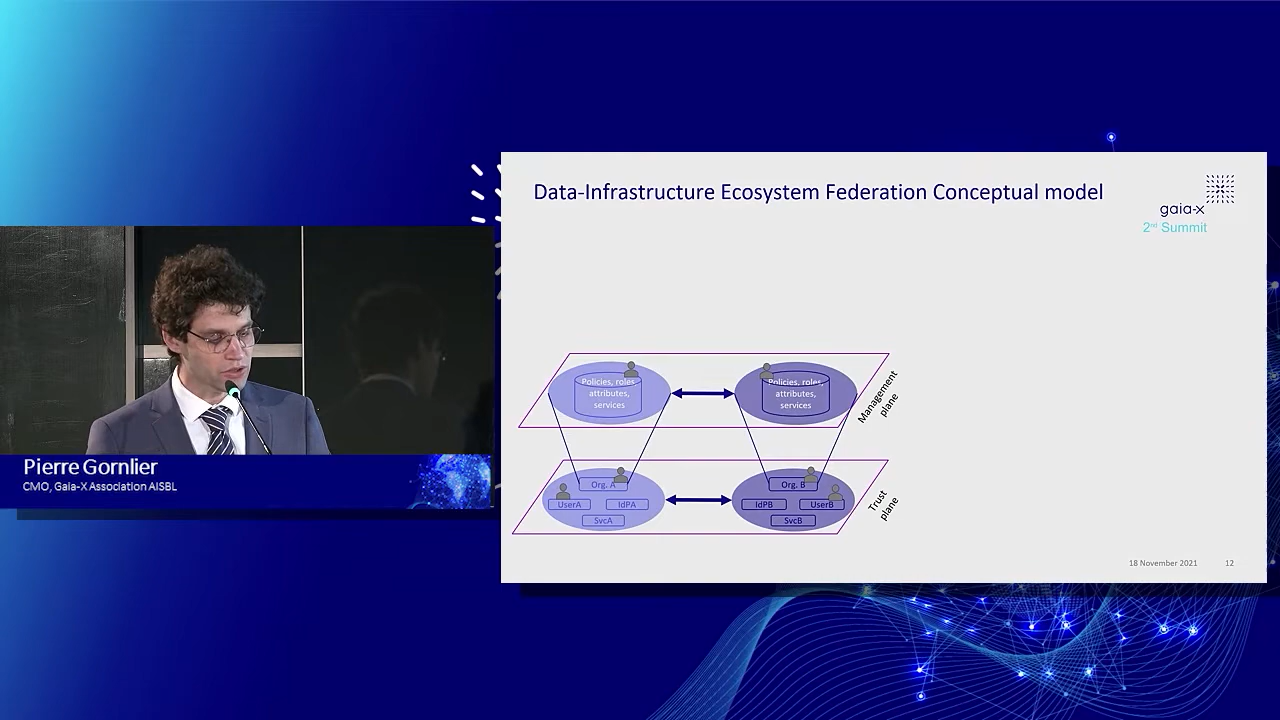 Data-Infrastructure Ecosystem Federation Conceptual model
gaia-x
2nd Summit
Policies, roles,
attributes,
services
Policies, roles,
attributes,
services
Management
plane
Org. A
UserA
IdPA
SvcA
Org. B
IdPB
UserB
SvcB
Trust
plane
18 November 2021
12
Pierre Gornlier
CMO, Gaia-X Association AISBL